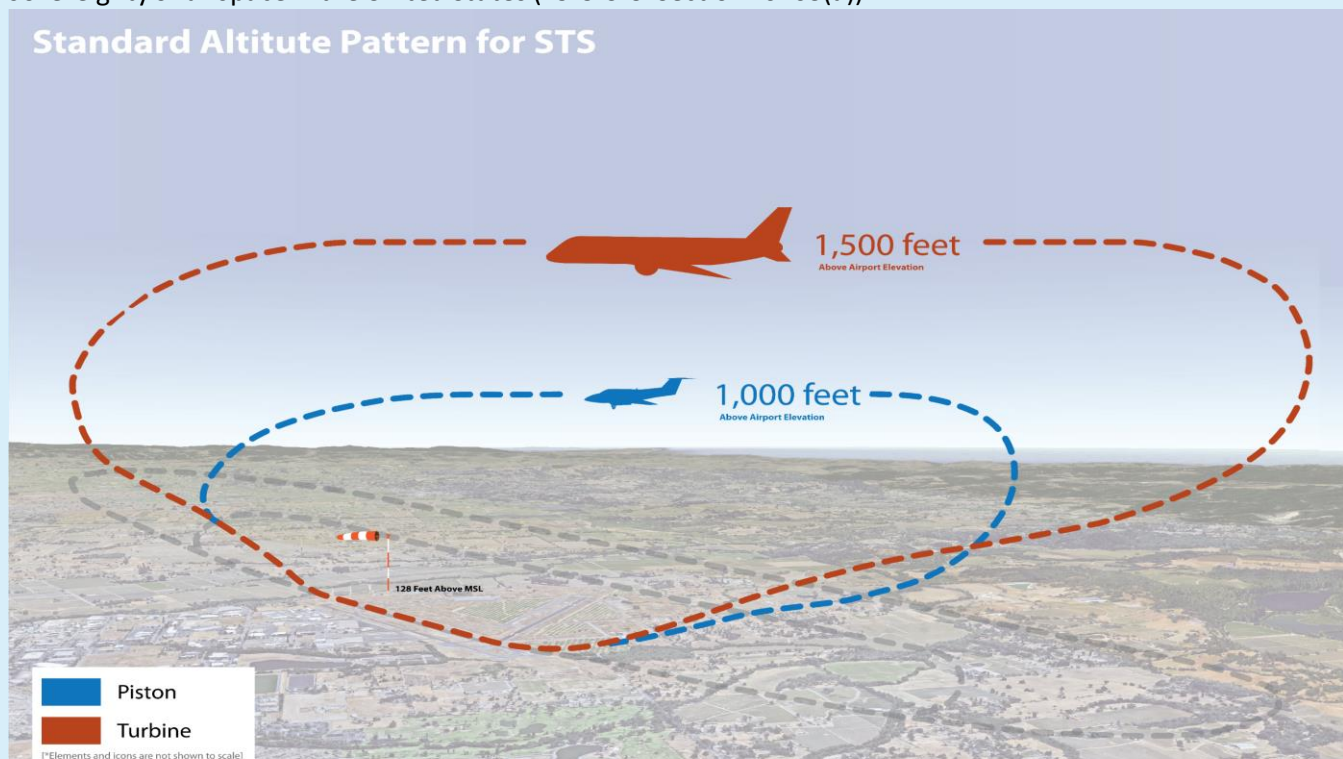 Standard Altitute Pattern for STS
1,500 feet
Above Airport Elevation
1,000 feet
Above Airport Elevation
128 Feet Above MSL
Piston
Turbine
[*Elements and icons are not shown to scale]